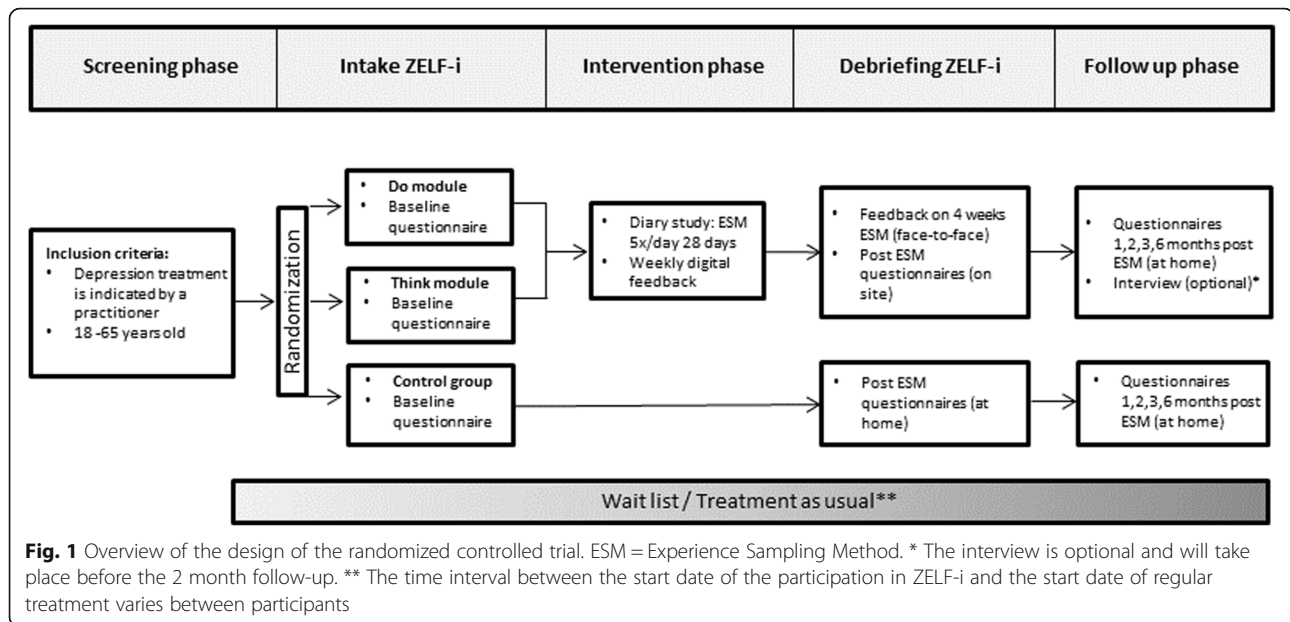 Screening phase
Intake ZELF-i
Intervention phase
Debriefing ZELF-i
Follow up phase
Inclusion criteria:
• Depression treatment
is indicated by a
practitioner
• 18 -65 years old
Randomization
• Do module
• Baseline
questionnaire
• Think module
• Baseline
questionnaire
• Control group
• Baseline
questionnaire
• Diary study: ESM
5x/day 28 days
• Weekly digital
feedback
• Feedback on 4 weeks
ESM (face-to-face)
• Post ESM
questionnaires (on
site)
• Post ESM
questionnaires (at
home)
• Questionnaires
1,2,3,6 months post
ESM (at home)
• Interview (optional)*
• Questionnaires
1,2,3,6 months post
ESM (at home)
Wait list / Treatment as usual**
Fig. 1 Overview of the design of the randomized controlled trial. ESM = Experience Sampling Method. * The interview is optional and will take
place before the 2 month follow-up. ** The time interval between the start date of the participation in ZELF-i and the start date of regular
treatment varies between participants